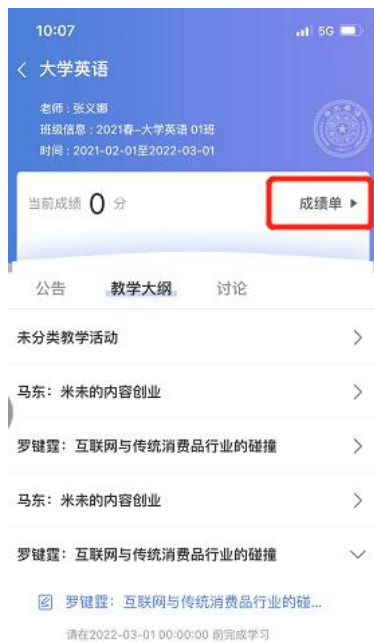 10:07
5G
大学英语
老师：张义娜
班级信息：2021春-大学英语 01班
时间：2021-02-01至2022-03-01
当前成绩 0 分
成绩单
公告 教学大纲 讨论
未分类教学活动
马东：米未的内容创业
罗键霆：互联网与传统消费品行业的碰撞
马东：米未的内容创业
罗键霆：互联网与传统消费品行业的碰撞
罗键霆：互联网与传统消费品行业的碰...
请在2022-03-01 00:00:00 前完成学习